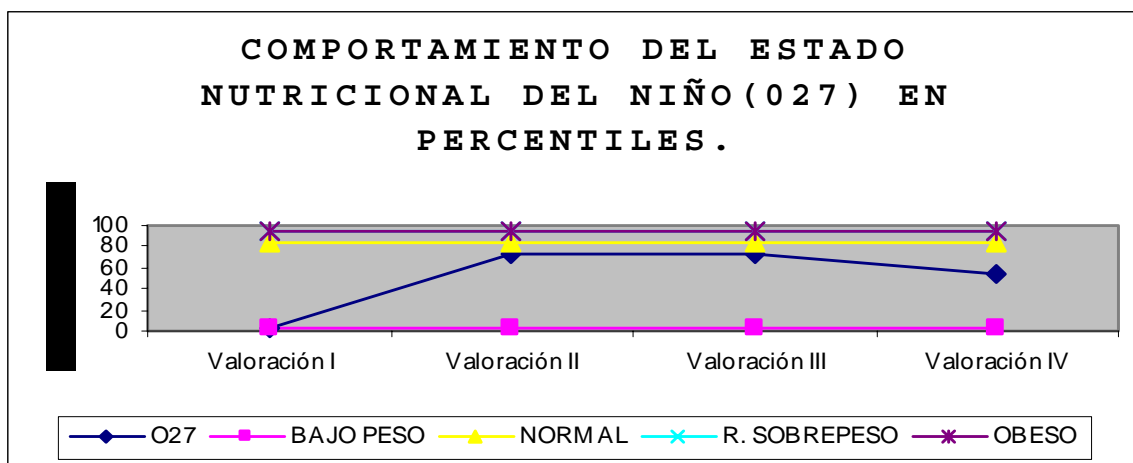 COMPORTAMIENTO DEL ESTADO
NUTRICIONAL DEL NIÑO(027) EN
PERCENTILES.
100
80
60
40
20
0
Valoración I Valoración II Valoración III Valoración IV
O27 BAJO PESO NORMAL R. SOBREPESO OBESO